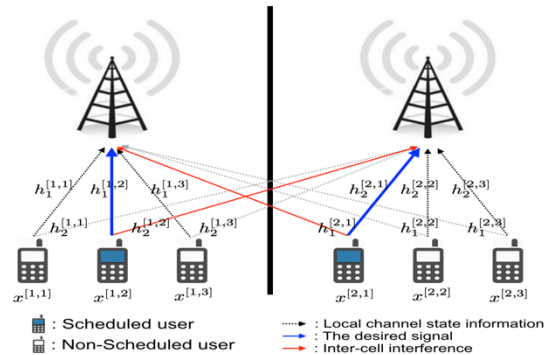 h_1^{[1,1]} h_1^{[1,2]} h_1^{[1,3]} h_2^{[2,1]} h_2^{[2,2]} h_2^{[2,3]}
h_2^{[1,1]} h_2^{[1,2]} h_2^{[1,3]} h_1^{[2,1]} h_1^{[2,2]} h_1^{[2,3]}
x^{[1,1]} x^{[1,2]} x^{[1,3]} x^{[2,1]} x^{[2,2]} x^{[2,3]}
: Scheduled user
: Non-Scheduled user
: Local channel state information
: The desired signal
: Inter-cell interference